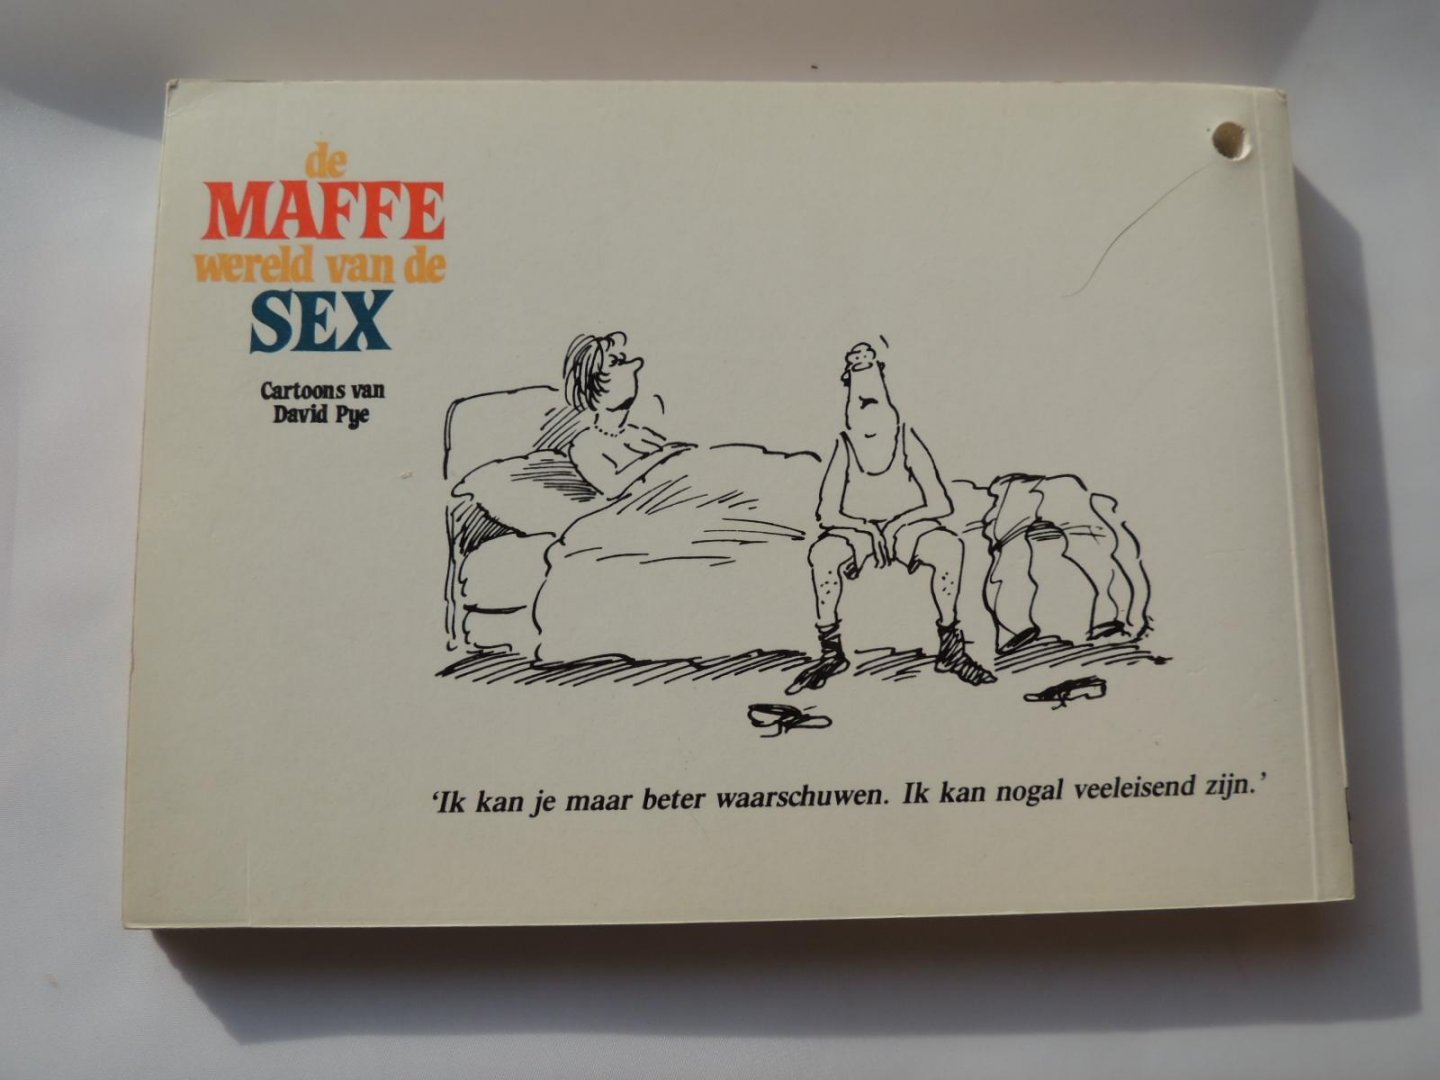 de
MAFFE
wereld van de
SEX
Cartoons van
David Pye
‘Ik kan je maar beter waarschuwen. Ik kan nogal veeleisend zijn.’